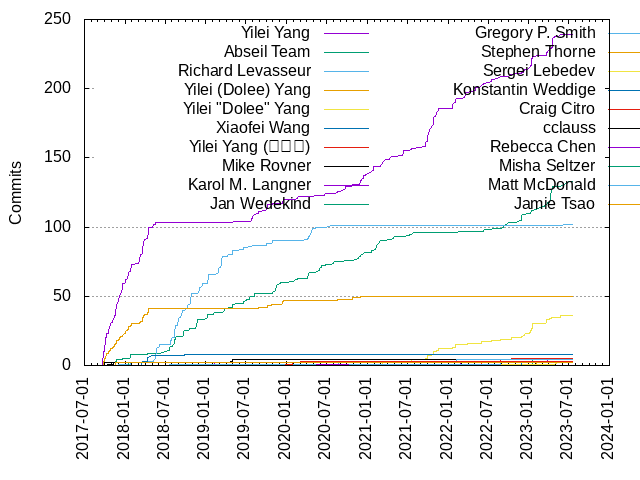 250
200
150
100
50
0
Commits
Yilei Yang
Abseil Team
Richard Levasseur
Yilei (Dolee) Yang
Yilei "Dolee" Yang
Xiaofei Wang
Yilei Yang (□□□)
Mike Rovner
Karol M. Langner
Jan Wedekind
Gregory P. Smith
Stephen Thorne
Sergei Lebedev
Konstantin Weddige
Craig Citro
cclauss
Rebecca Chen
Misha Seltzer
Matt McDonald
Jamie Tsao
2017-07-01
2018-01-01
2018-07-01
2019-01-01
2019-07-01
2020-01-01
2020-07-01
2021-01-01
2021-07-01
2022-01-01
2022-07-01
2023-01-01
2023-07-01
2024-01-01